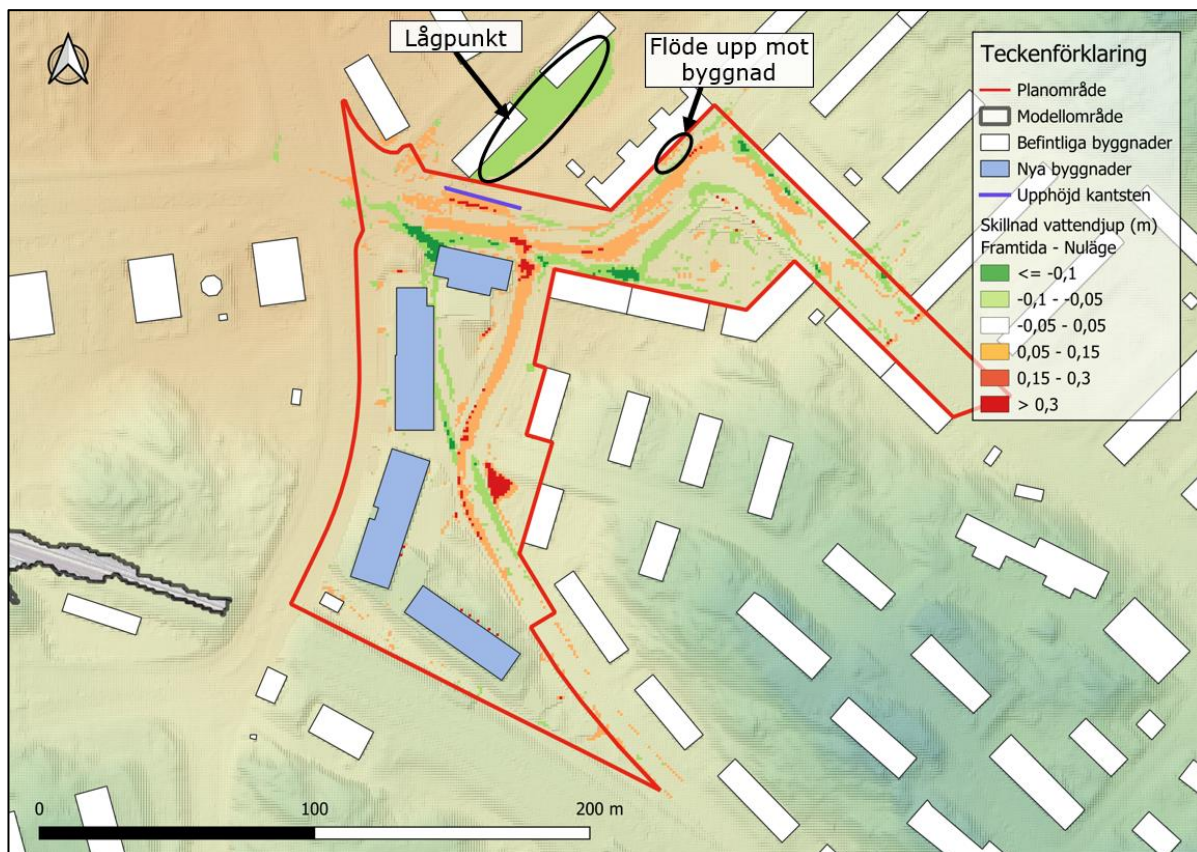 Lågpunkt
Flöde upp mot
byggnad
Teckenförklaring
Planområde
Modellområde
Befintliga byggnader
Nya byggnader
Upphöjd kantsten
Skillnad vattendjup (m)
Framtida - Nuläge
<= -0,1
-0,1 - -0,05
-0,05 - 0,05
0,05 - 0,15
0,15 - 0,3
> 0,3
0 100 200 m